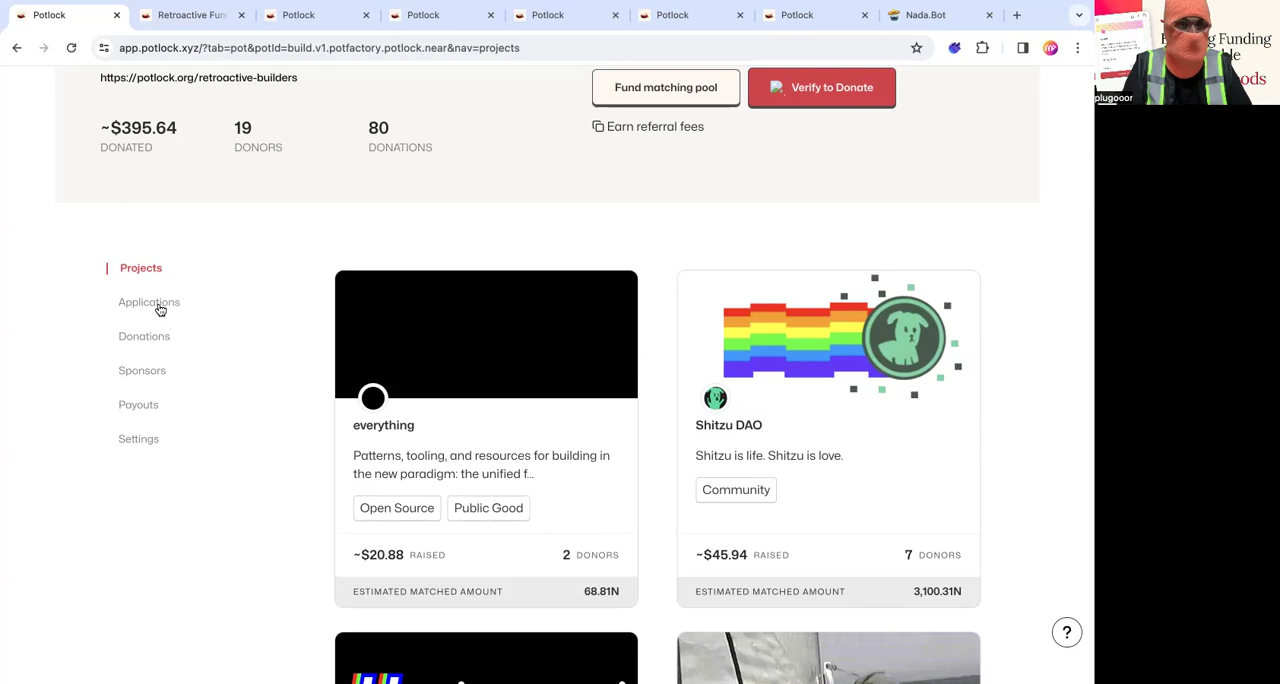 Potlock
Retroactive Fun
Potlock
Potlock
Potlock
Potlock
Potlock
Nada.Bot
app.potlock.xyz/?tab=pot&potId=build.v1.potfactory.potlock.near&nav=projects
https://potlock.org/retroactive-builders
Fund matching pool
Verify to Donate
~$395.64
DONATED
19
DONORS
80
DONATIONS
Earn referral fees
Projects
Applications
Donations
Sponsors
Payouts
Settings
everything
Patterns, tooling, and resources for building in
the new paradigm: the unified f...
Open Source
Public Good
~$20.88 RAISED
2 DONORS
ESTIMATED MATCHED AMOUNT
68.81N
Shitzu DAO
Shitzu is life. Shitzu is love.
Community
~$45.94 RAISED
7 DONORS
ESTIMATED MATCHED AMOUNT
3,100.31N
?
MP
Funding
plugooor